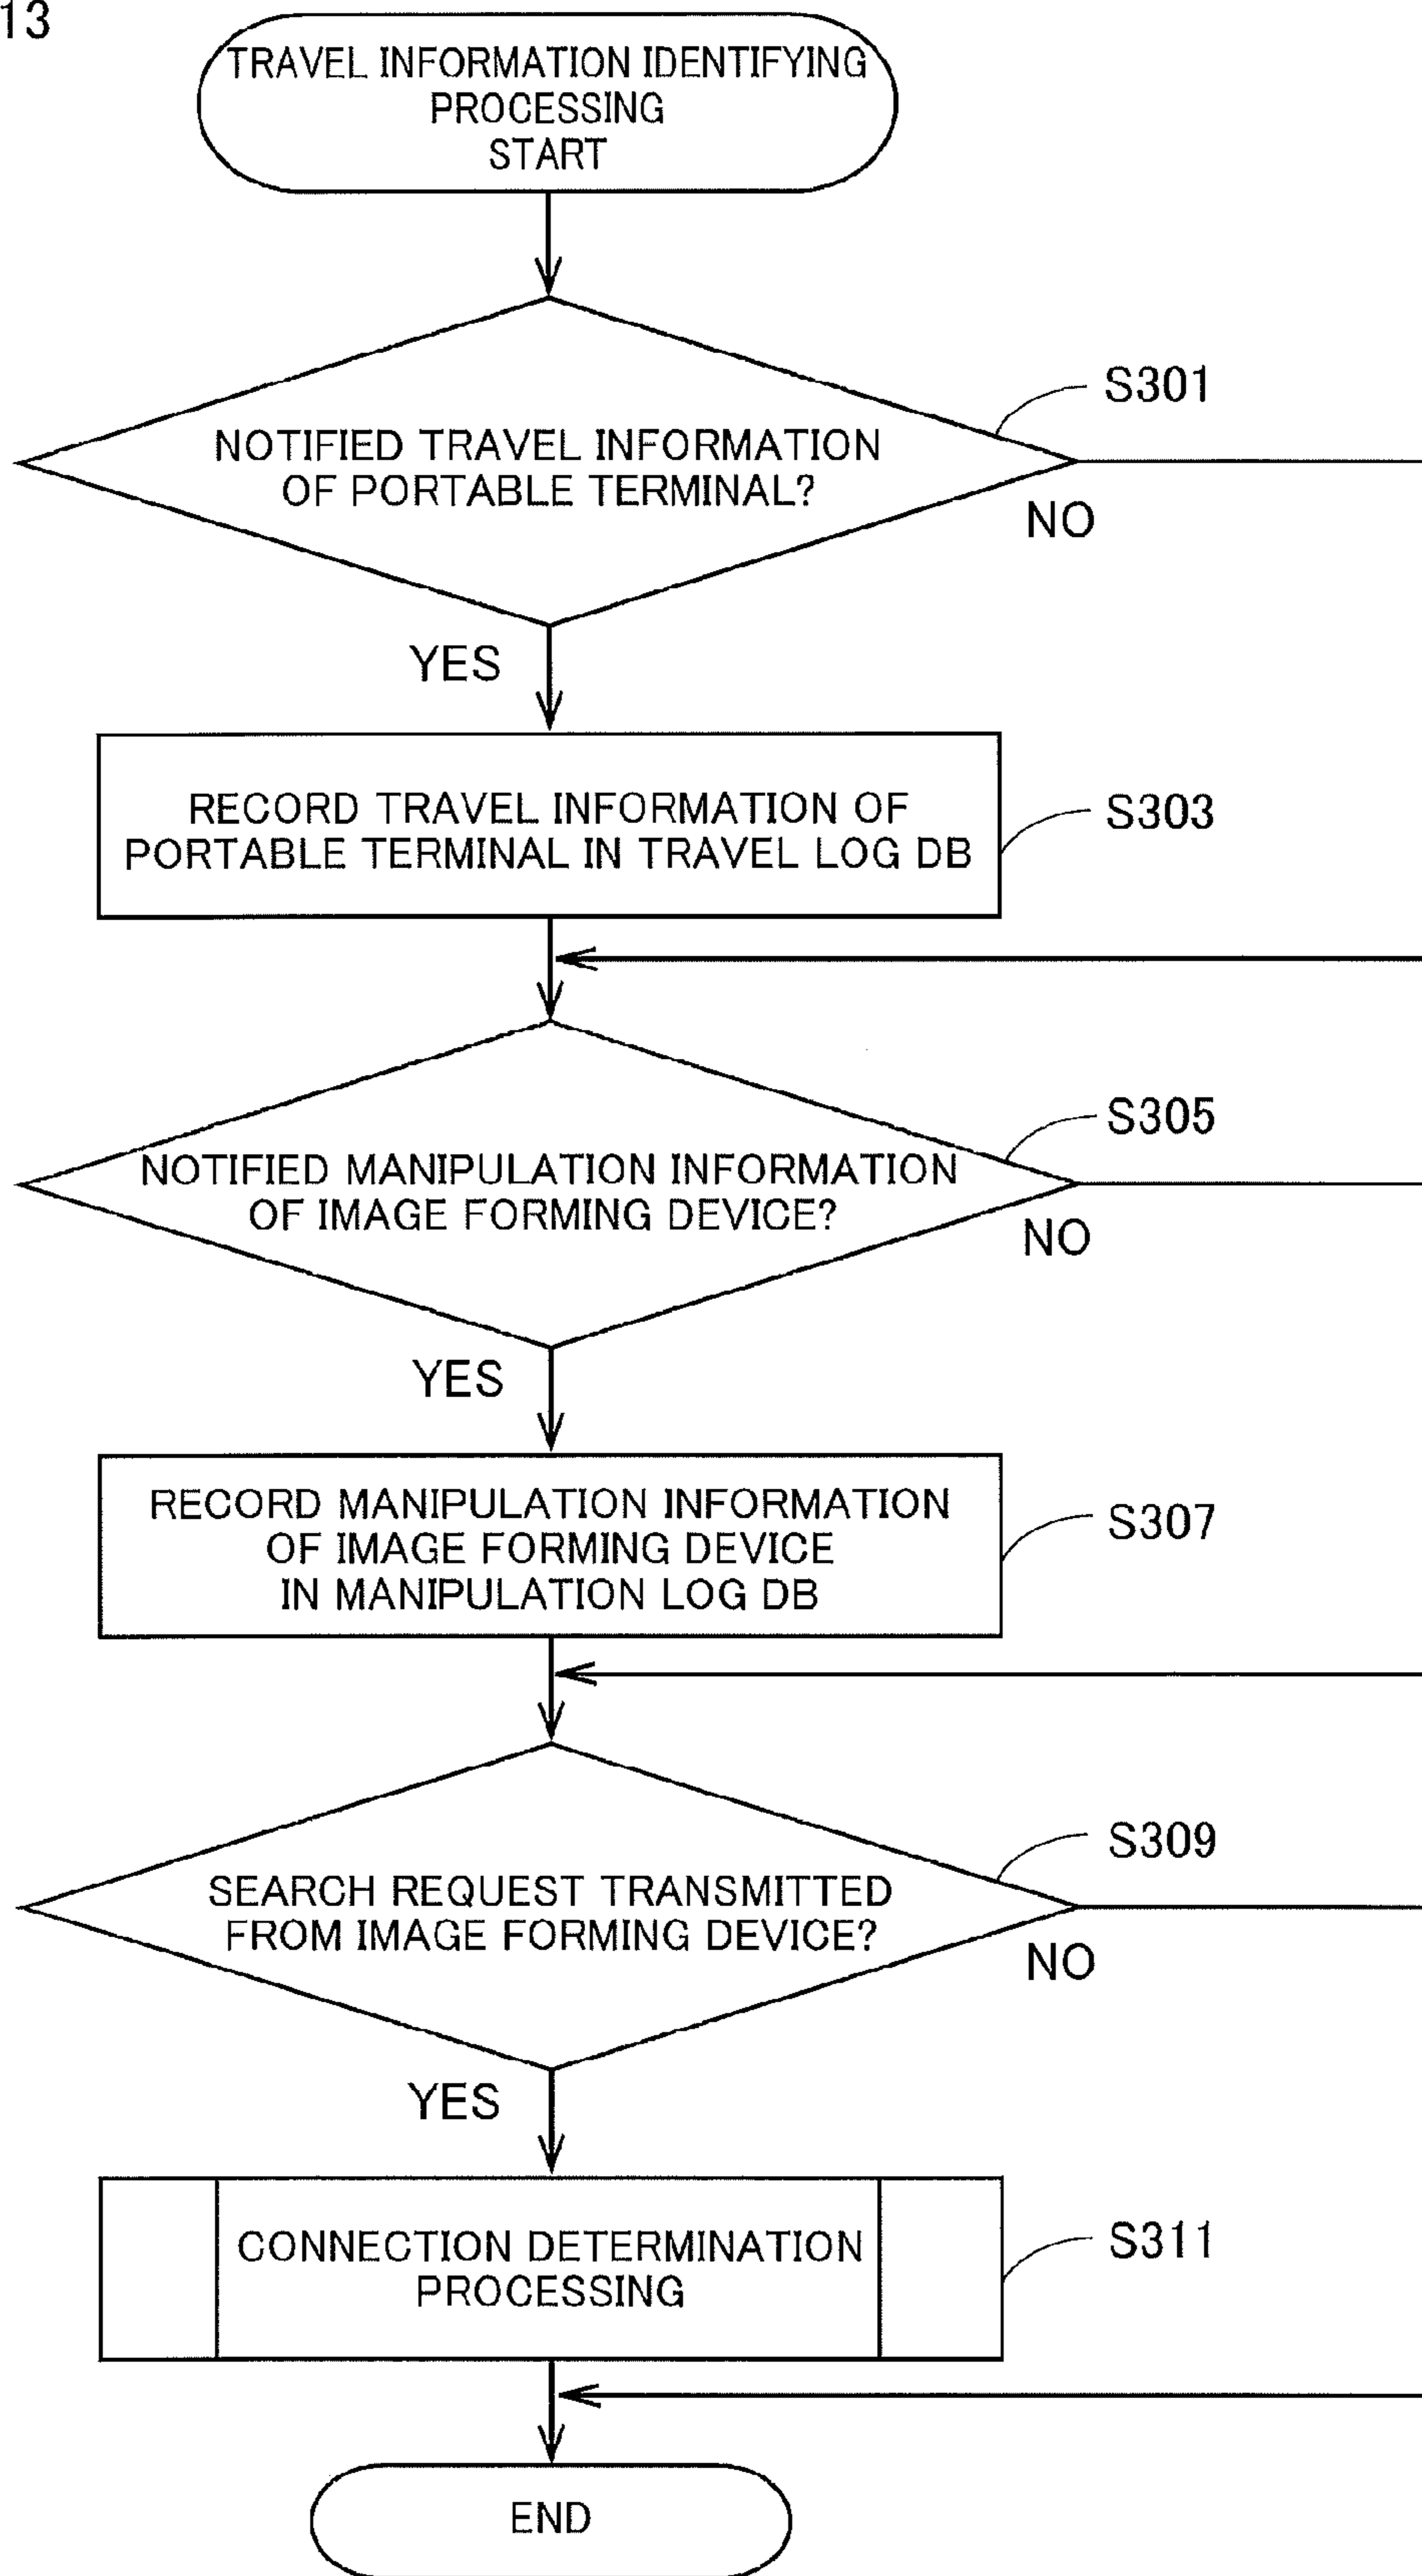 13
TRAVEL INFORMATION IDENTIFYING
PROCESSING
START
S301
NOTIFIED TRAVEL INFORMATION
OF PORTABLE TERMINAL?
NO
YES
RECORD TRAVEL INFORMATION OF
PORTABLE TERMINAL IN TRAVEL LOG DB
S303
S305
NOTIFIED MANIPULATION INFORMATION
OF IMAGE FORMING DEVICE?
NO
YES
RECORD MANIPULATION INFORMATION
OF IMAGE FORMING DEVICE
IN MANIPULATION LOG DB
S307
S309
SEARCH REQUEST TRANSMITTED
FROM IMAGE FORMING DEVICE?
NO
YES
CONNECTION DETERMINATION
PROCESSING
S311
END